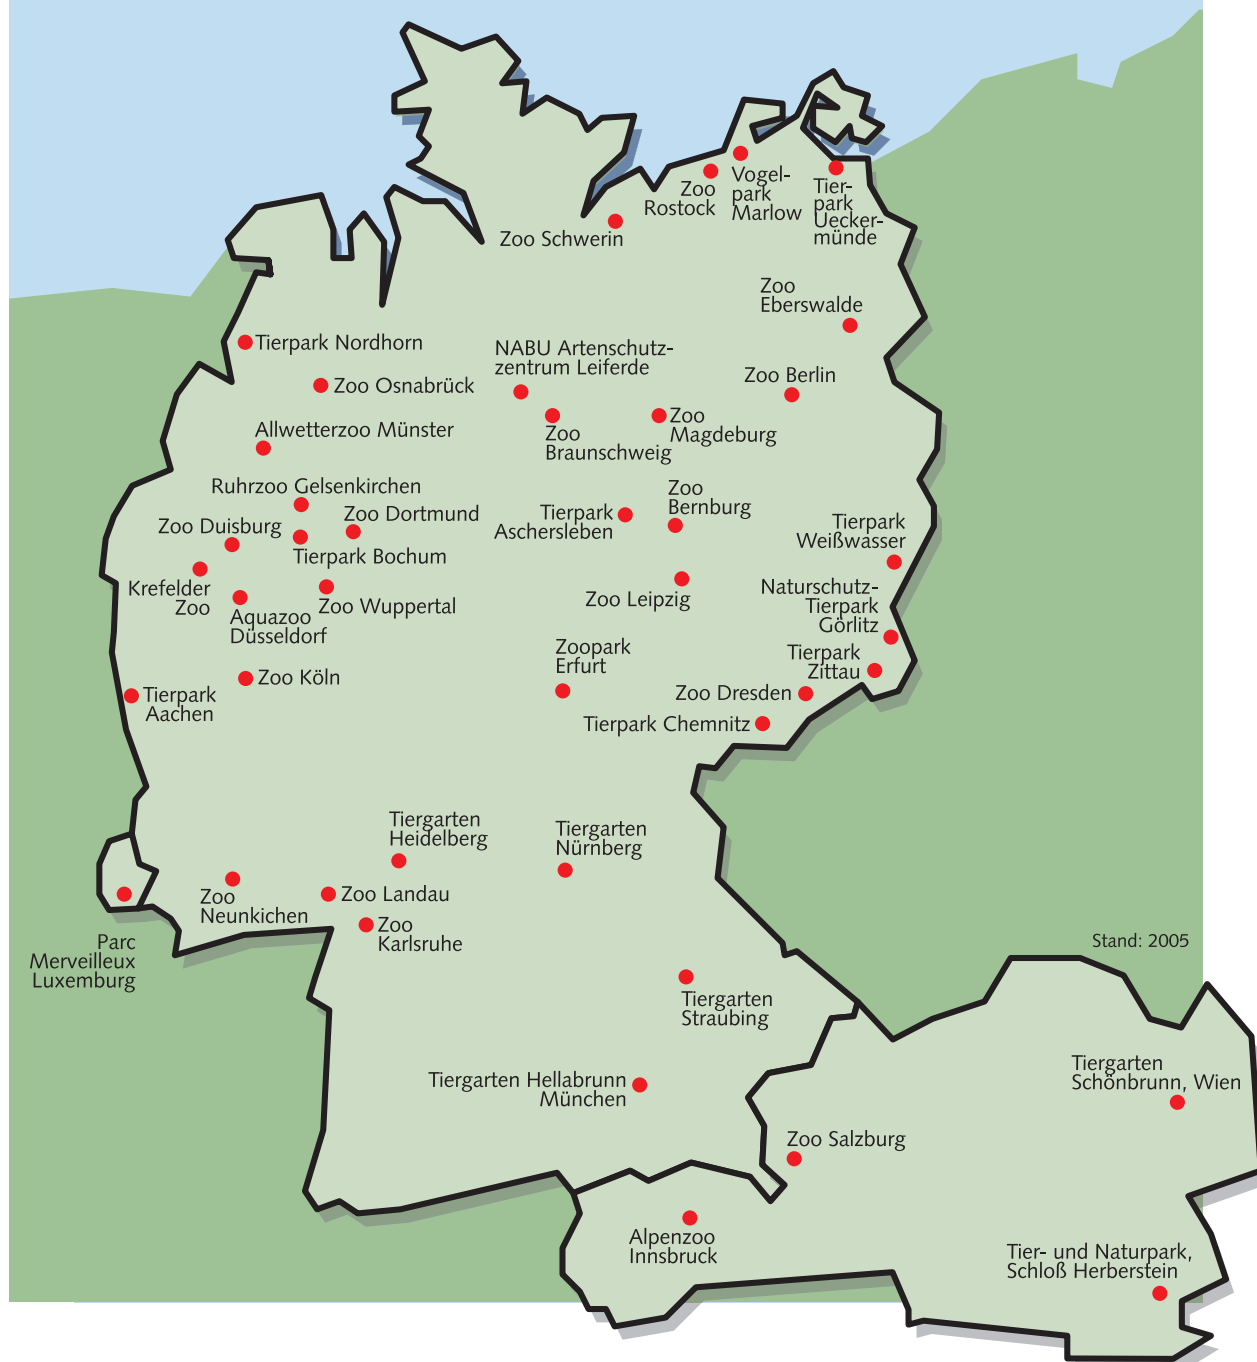 Vogel-
park
Marlow
Zoo
Rostock
Tier-
park
Uecker-
münde
Zoo Schwerin
Zoo
Eberswalde
Tierpark Nordhorn
NABU Artenschutz-
zentrum Leiferde
Zoo Osnabrück
Zoo Berlin
Allwetterzoo Münster
Zoo
Braunschweig
Zoo
Magdeburg
Ruhrzoo Gelsenkirchen
Zoo Duisburg
Zoo Dortmund
Tierpark
Aschersleben
Zoo
Bernburg
Tierpark
Weißwasser
Tierpark Bochum
Krefelder
Zoo
Aquazoo
Düsseldorf
Zoo Wuppertal
Zoo Leipzig
Naturschutz-
Tierpark
Görlitz
Zoopark
Erfurt
Tierpark
Zittau
Zoo Köln
Tierpark
Aachen
Zoo Dresden
Tierpark Chemnitz
Tiergarten
Heidelberg
Tiergarten
Nürnberg
Zoo
Neunkichen
Zoo Landau
Zoo
Karlsruhe
Parc
Merveilleux
Luxemburg
Stand: 2005
Tiergarten
Straubing
Tiergarten Hellabrunn
München
Tiergarten
Schönbrunn, Wien
Zoo Salzburg
Alpenzoo
Innsbruck
Tier- und Naturpark,
Schloß Herberstein